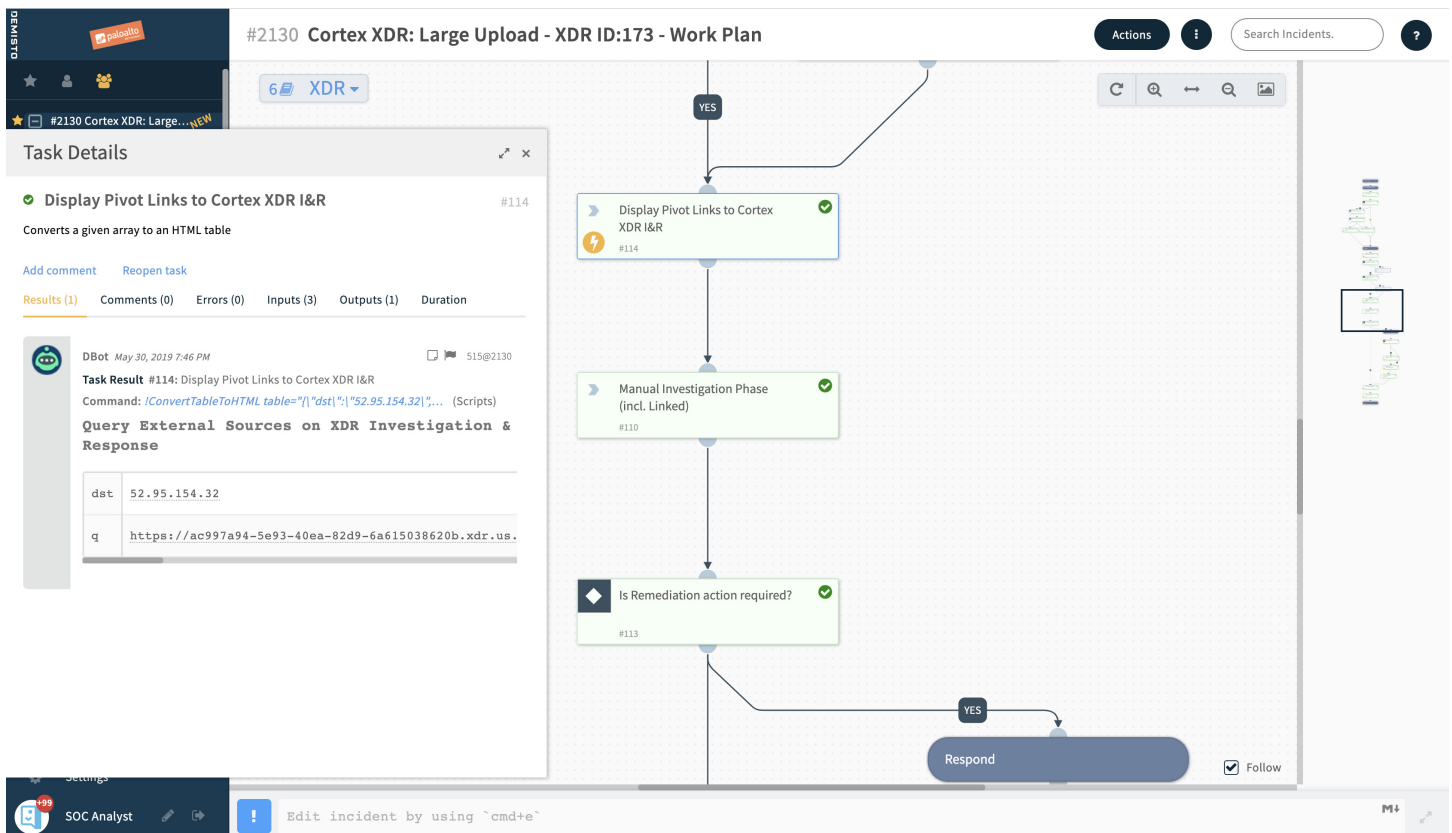 DEMISTO
paloalto
#2130 Cortex XDR: Large Upload - XDR ID:173 - Work Plan
Actions
Search Incidents.
?
#2130 Cortex XDR: Large... NEW
6 XDR
YES
Task Details
Display Pivot Links to Cortex XDR I&R
#114
Converts a given array to an HTML table
Add comment Reopen task
Results (1) Comments (0) Errors (0) Inputs (3) Outputs (1) Duration
DBot May 30, 2019 7:46 PM 515@2130
Task Result #114: Display Pivot Links to Cortex XDR I&R
Command: !ConvertTableToHTML table="[\"dst\":\"52.95.154.32\",... (Scripts)
Query External Sources on XDR Investigation &
Response
dst 52.95.154.32
q https://ac997a94-5e93-40ea-82d9-6a615038620b.xdr.us.
Display Pivot Links to Cortex
XDR I&R
#114
Manual Investigation Phase
(incl. Linked)
#110
Is Remediation action required?
#113
YES
Respond
Follow
Settings
+99
SOC Analyst
! Edit incident by using `cmd+e`
M↓